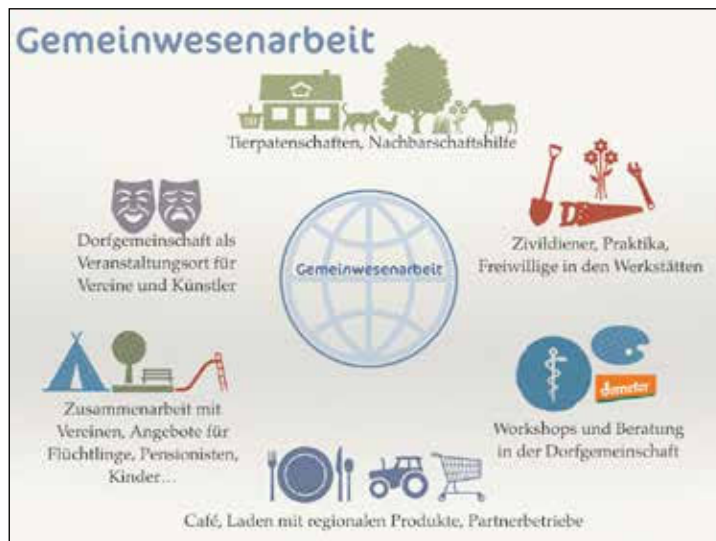 Gemeinwesenarbeit
Tierpatenschaften, Nachbarschaftshilfe
Zivildiener, Praktika,
Freiwillige in den Werkstätten
Workshops und Beratung
in der Dorfgemeinschaft
demeter
Café, Laden mit regionalen Produkte, Partnerbetriebe
Zusammenarbeit mit
Vereinen, Angebote für
Flüchtlinge, Pensionisten,
Kinder…
Dorfgemeinschaft als
Veranstaltungsort für
Vereine und Künstler
Gemeinwesenarbeit